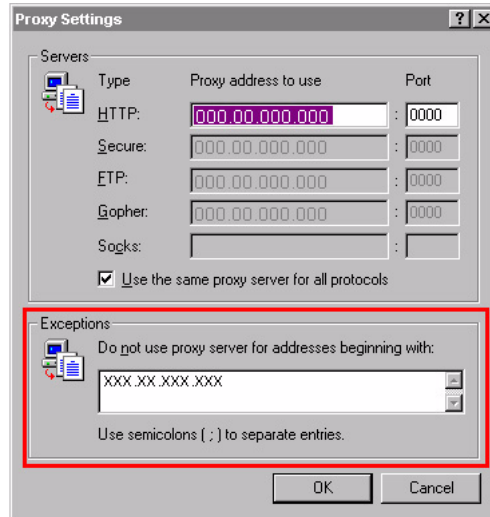 Proxy Settings
Servers
Type Proxy address to use Port
HTTP: 000.00.000.000 : 0000
Secure: 000.00.000.000 : 0000
FTP: 000.00.000.000 : 0000
Gopher: 000.00.000.000 : 0000
Socks: :
Use the same proxy server for all protocols
Exceptions
Do not use proxy server for addresses beginning with:
XXX.XX.XXX.XXX
Use semicolons ( ; ) to separate entries.
OK Cancel